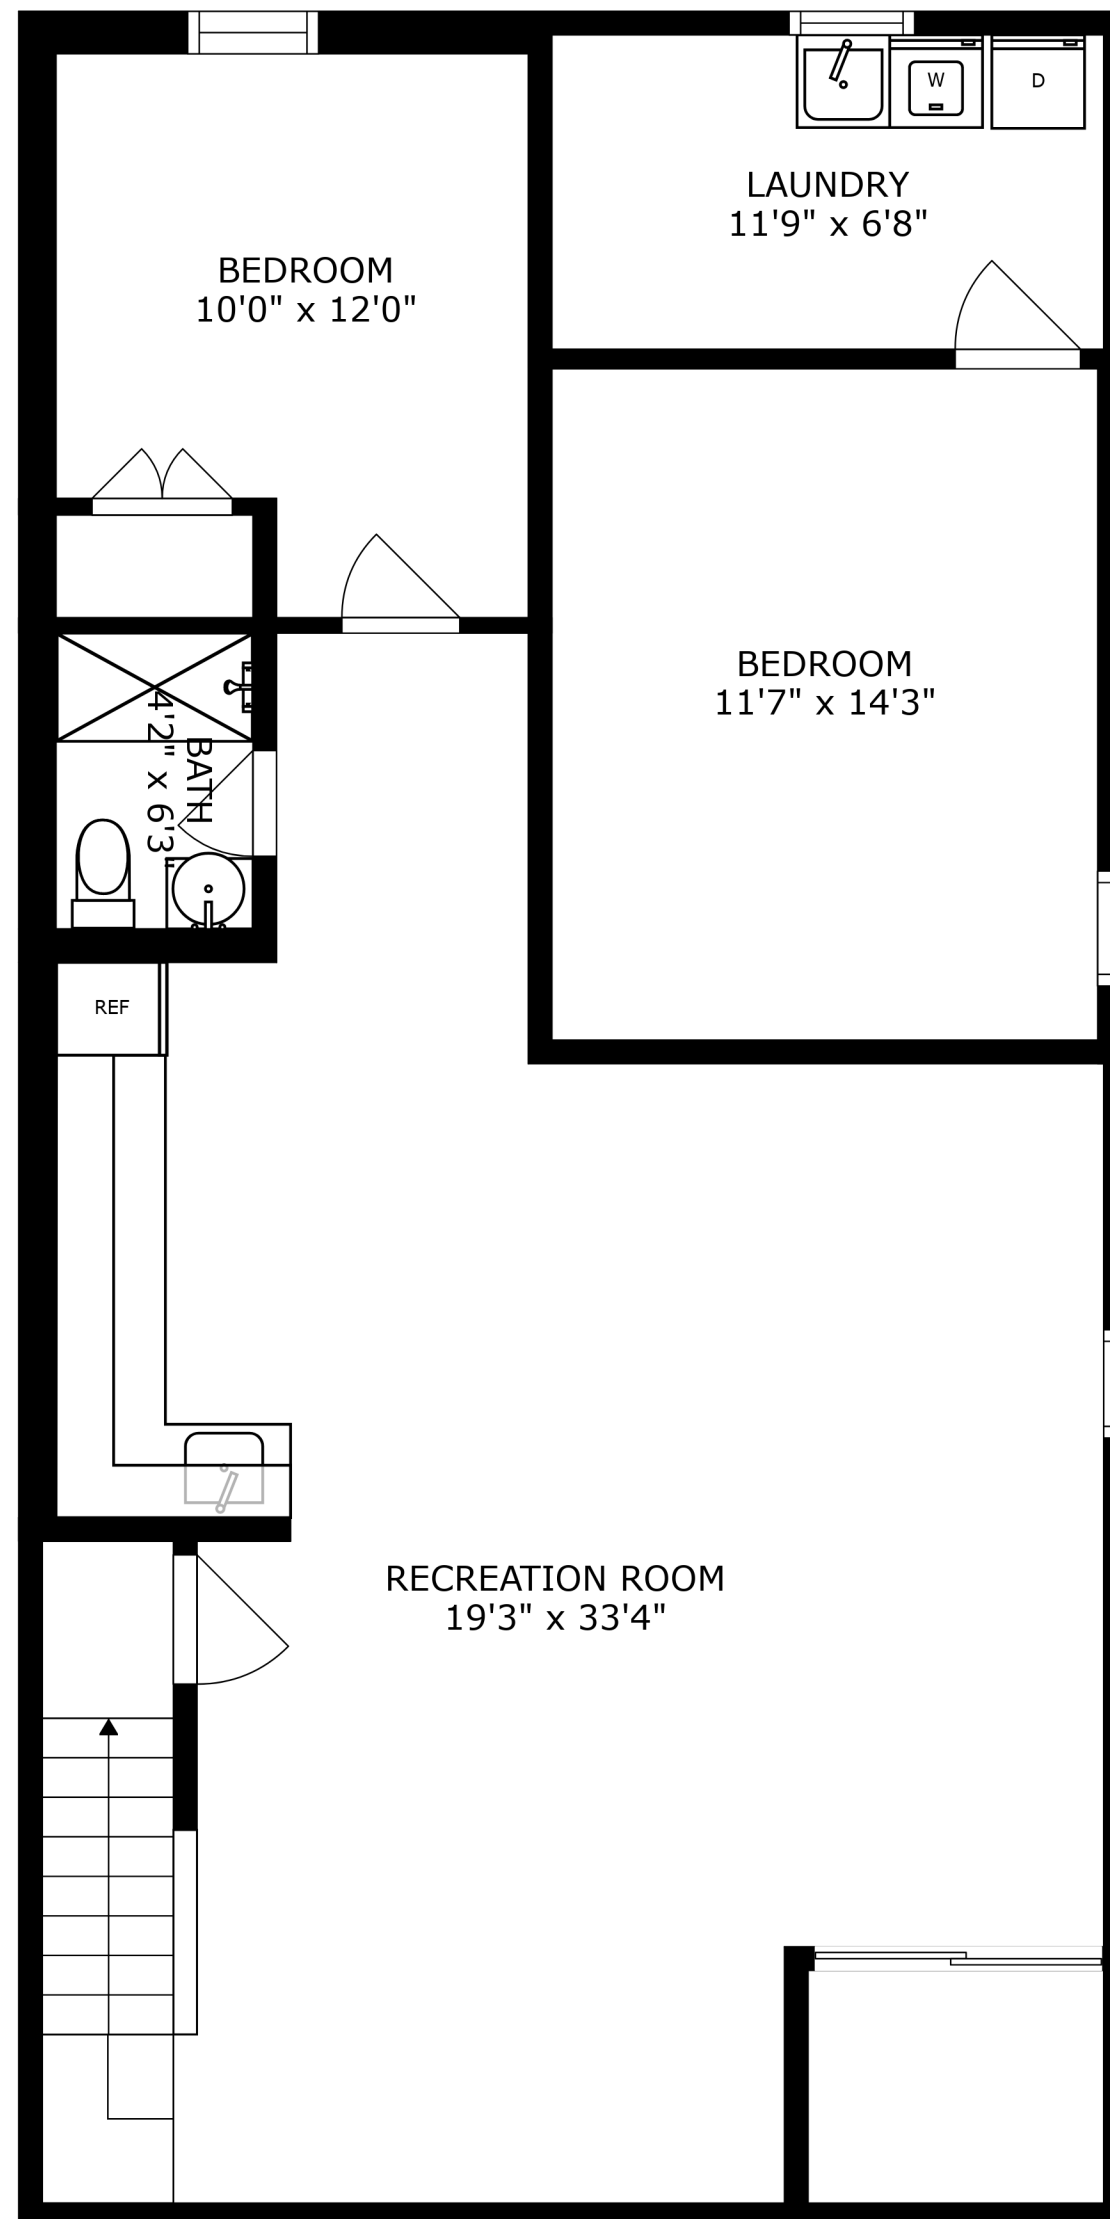 W
D
LAUNDRY
11'9" x 6'8"
BEDROOM
10'0" x 12'0"
BEDROOM
11'7" x 14'3"
BATH
4'2" x 6'3"
REF
RECREATION ROOM
19'3" x 33'4"